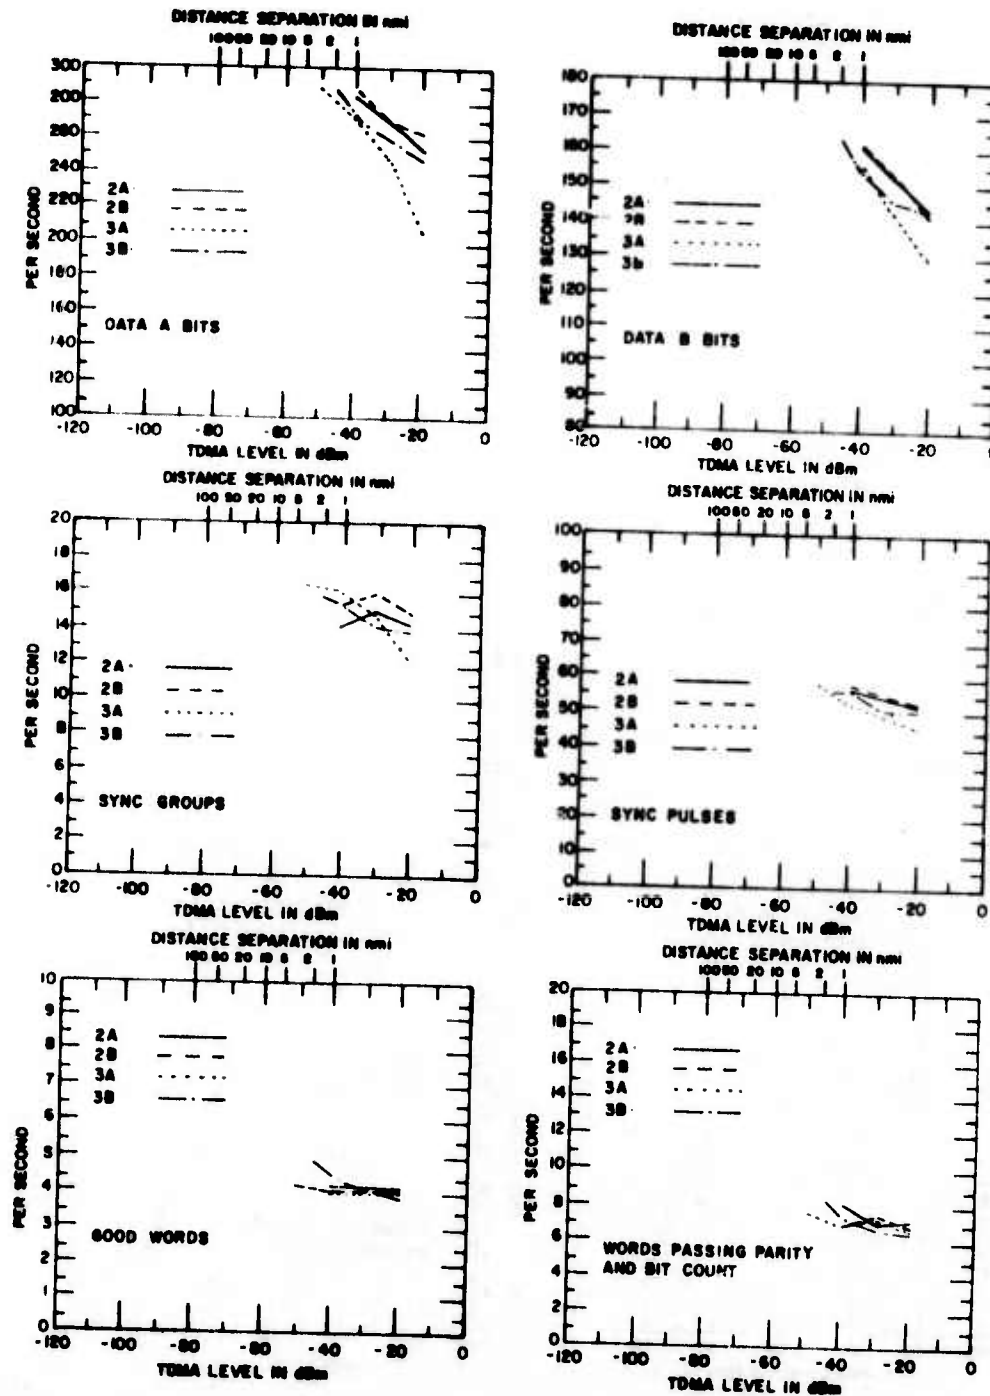 DISTANCE SEPARATION IN nmi
100 50 20 10 5 2 1
300
280
260
240
220
200
180
160
140
120
100
PER SECOND
2A
2B
3A
3B
DATA A BITS
-120 -100 -80 -60 -40 -20 0
TDMA LEVEL IN dBm
DISTANCE SEPARATION IN nmi
100 50 20 10 5 2 1
180
170
160
150
140
130
120
110
100
90
80
PER SECOND
2A
2B
3A
3b
DATA B BITS
-120 -100 -80 -60 -40 -20 0
TDMA LEVEL IN dBm
DISTANCE SEPARATION IN nmi
100 50 20 10 5 2 1
20
18
16
14
12
10
8
6
4
2
0
PER SECOND
2A
2B
3A
3B
SYNC GROUPS
-120 -100 -80 -60 -40 -20 0
TDMA LEVEL IN dBm
DISTANCE SEPARATION IN nmi
100 50 20 10 5 2 1
100
90
80
70
60
50
40
30
20
10
0
PER SECOND
2A
2B
3A
3B
SYNC PULSES
-120 -100 -80 -60 -40 -20 0
TDMA LEVEL IN dBm
DISTANCE SEPARATION IN nmi
100 50 20 10 5 2 1
10
9
8
7
6
5
4
3
2
1
0
PER SECOND
2A
2B
3A
3B
GOOD WORDS
-120 -100 -80 -60 -40 -20 0
TDMA LEVEL IN dBm
DISTANCE SEPARATION IN nmi
100 50 20 10 5 2 1
20
18
16
14
12
10
8
6
4
2
0
PER SECOND
2A
2B
3A
3B
WORDS PASSING PARITY
AND BIT COUNT
-120 -100 -80 -60 -40 -20 0
TDMA LEVEL IN dBm